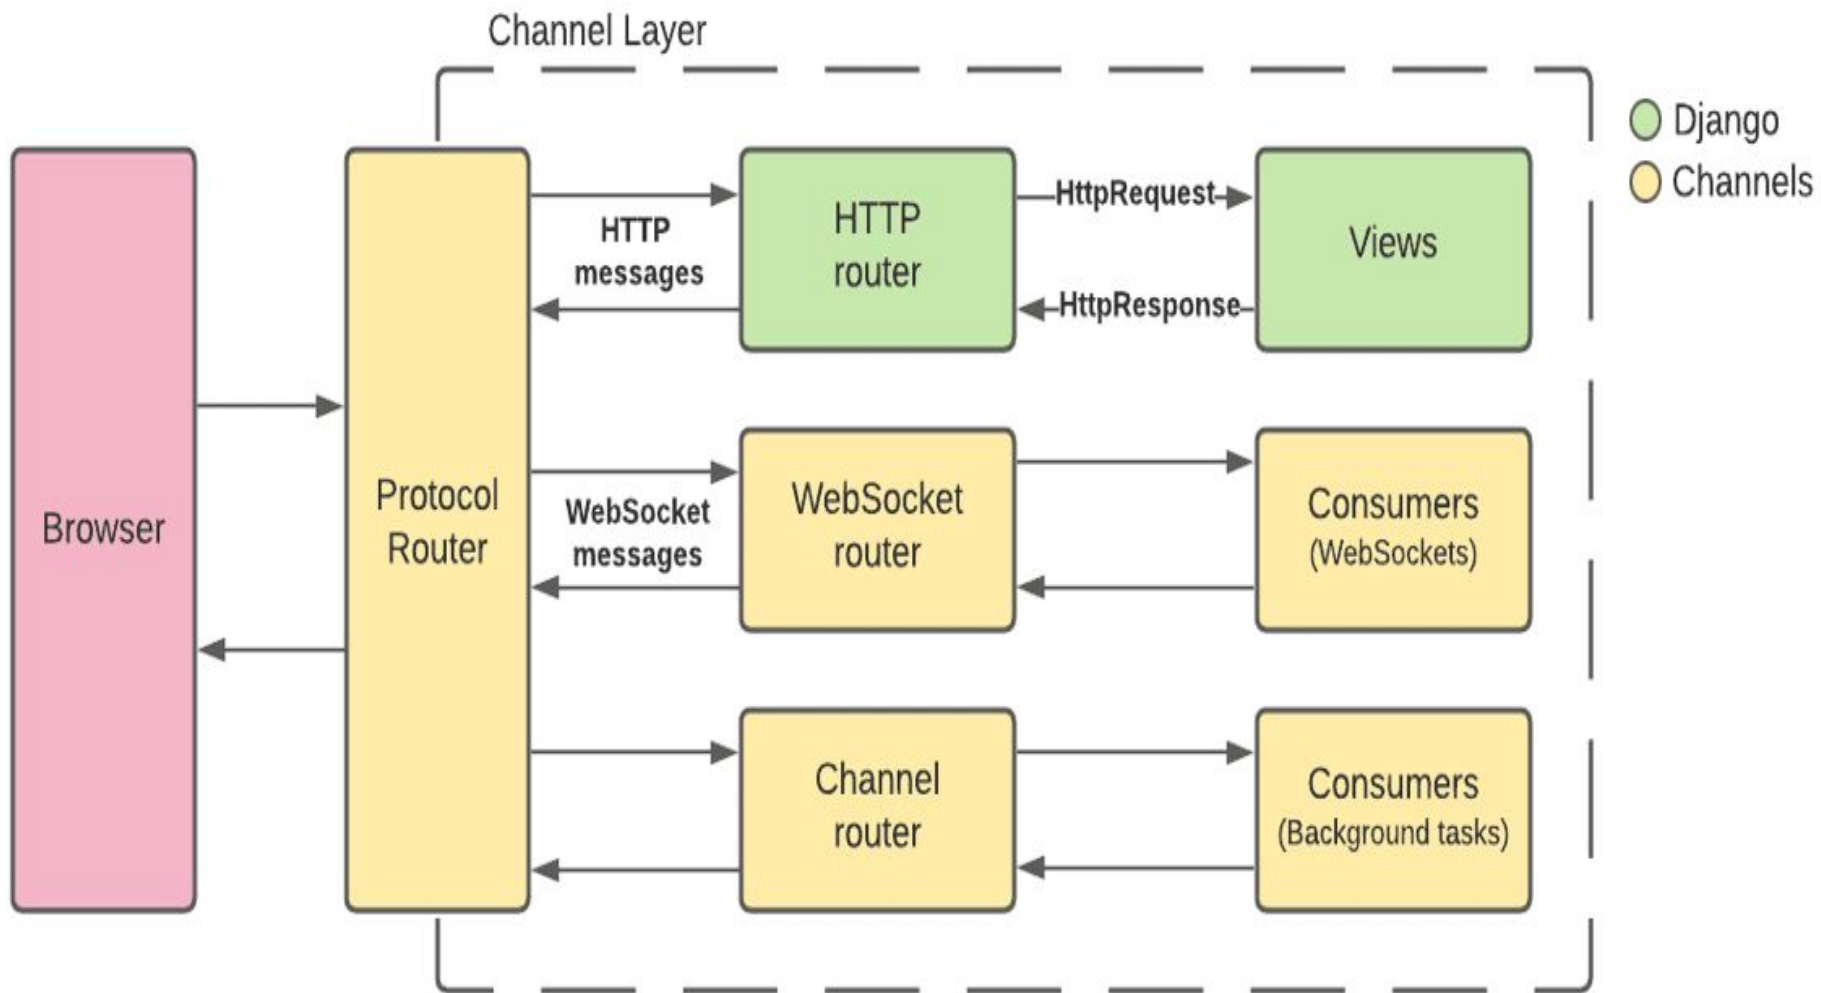 Channel Layer
Django
Channels
Browser
Protocol
Router
HTTP
messages
HTTP
router
HttpRequest
HttpResponse
Views
WebSocket
messages
WebSocket
router
Consumers
(WebSockets)
Channel
router
Consumers
(Background tasks)